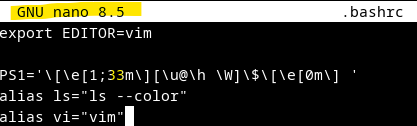 GNU nano 8.5 .bashrc
export EDITOR=vim
PS1='\[\e[1;33m\][\u@\h \W]\$\[\e[0m\] '
alias ls="ls --color"
alias vi="vim"